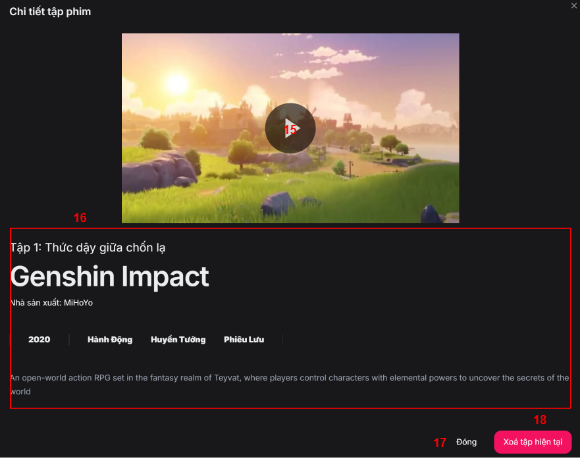 Chi tiết tập phim
×
15
16
Tập 1: Thức dậy giữa chốn lạ
Genshin Impact
Nhà sản xuất: MiHoYo
2020 Hành Động Huyền Tưởng Phiêu Lưu
An open-world action RPG set in the fantasy realm of Teyvat, where players control characters with elemental powers to uncover the secrets of the
world
18
17 Đóng Xoá tập hiện tại